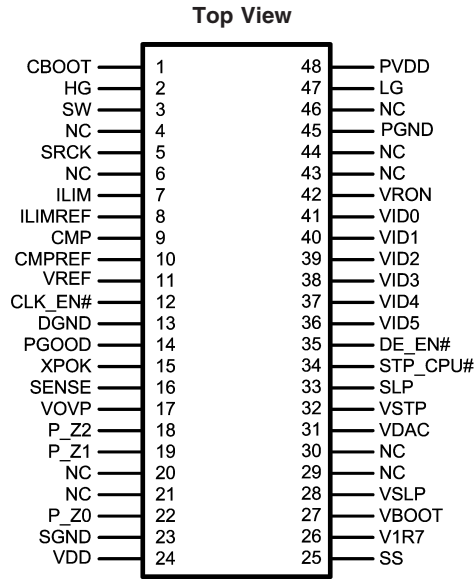 Top View
CBOOT 1 48 PVDD
HG 2 47 LG
SW 3 46 NC
NC 4 45 PGND
SRCK 5 44 NC
NC 6 43 NC
ILIM 7 42 VRON
ILIMREF 8 41 VID0
CMP 9 40 VID1
CMPREF 10 39 VID2
VREF 11 38 VID3
CLK_EN# 12 37 VID4
DGND 13 36 VID5
PGOOD 14 35 DE_EN#
XPOK 15 34 STP_CPU#
SENSE 16 33 SLP
VOVP 17 32 VSTP
P_Z2 18 31 VDAC
P_Z1 19 30 NC
NC 20 29 NC
NC 21 28 VSLP
P_Z0 22 27 VBOOT
SGND 23 26 V1R7
VDD 24 25 SS